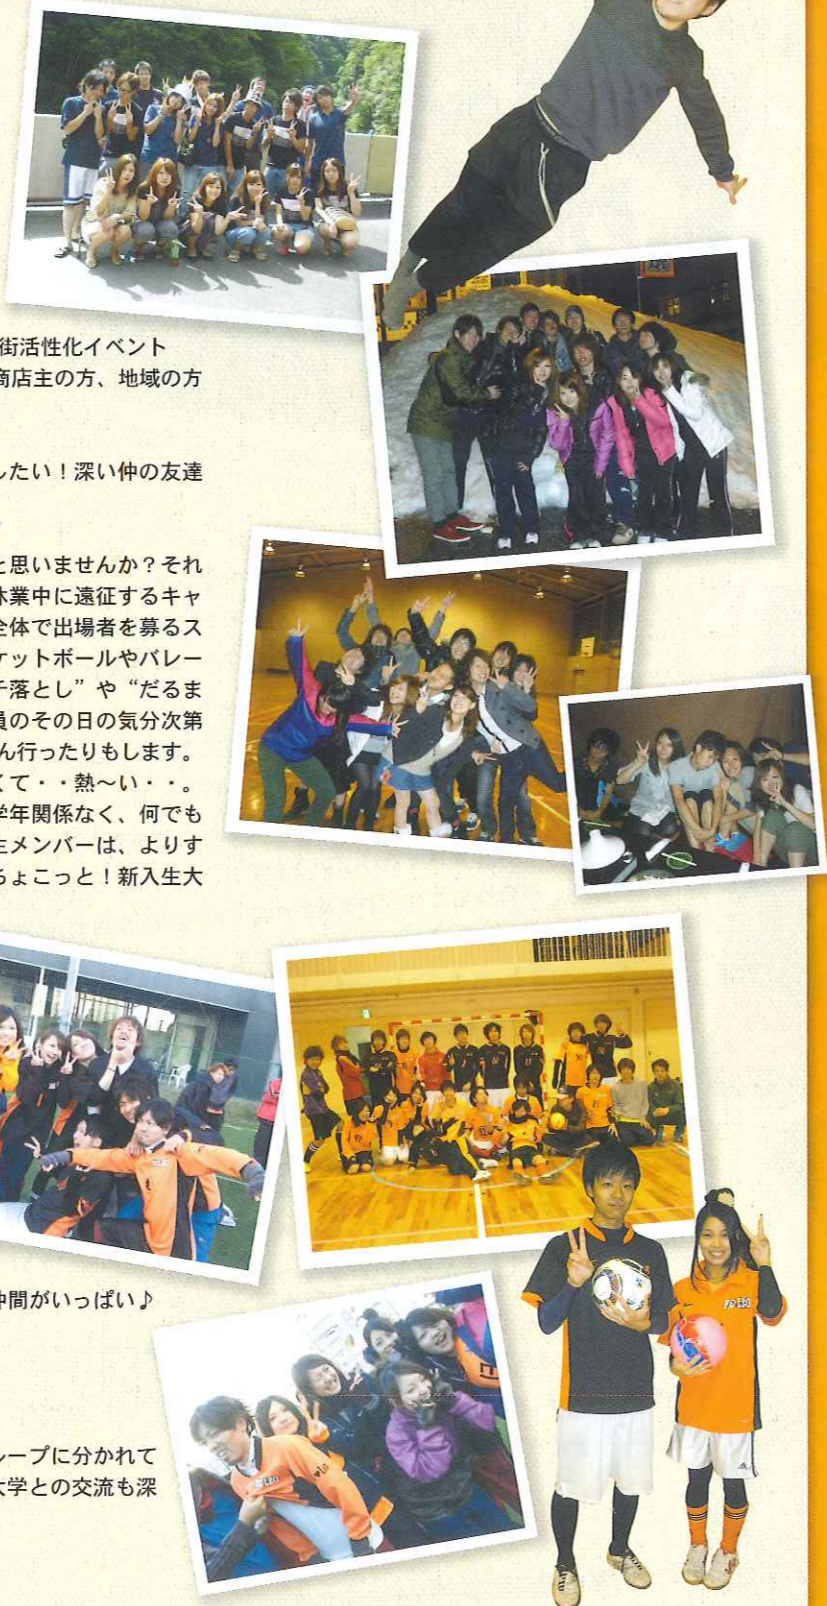 街活性化イベント
商店主の方、地域の方
したい！深い仲の友達
と思いませんか？それ
休業中に遠征するキャ
全体で出場者を募るス
ケットボールやバレー
チ落とし”や“だるま
員のその日の気分次第
ん行ったりもします。
くて・・熱〜い・・。
学年関係なく、何でも
生メンバーは、よりす
ちょこっと！新入生大
仲間がいっぱい♪
ループに分かれて
大学との交流も深